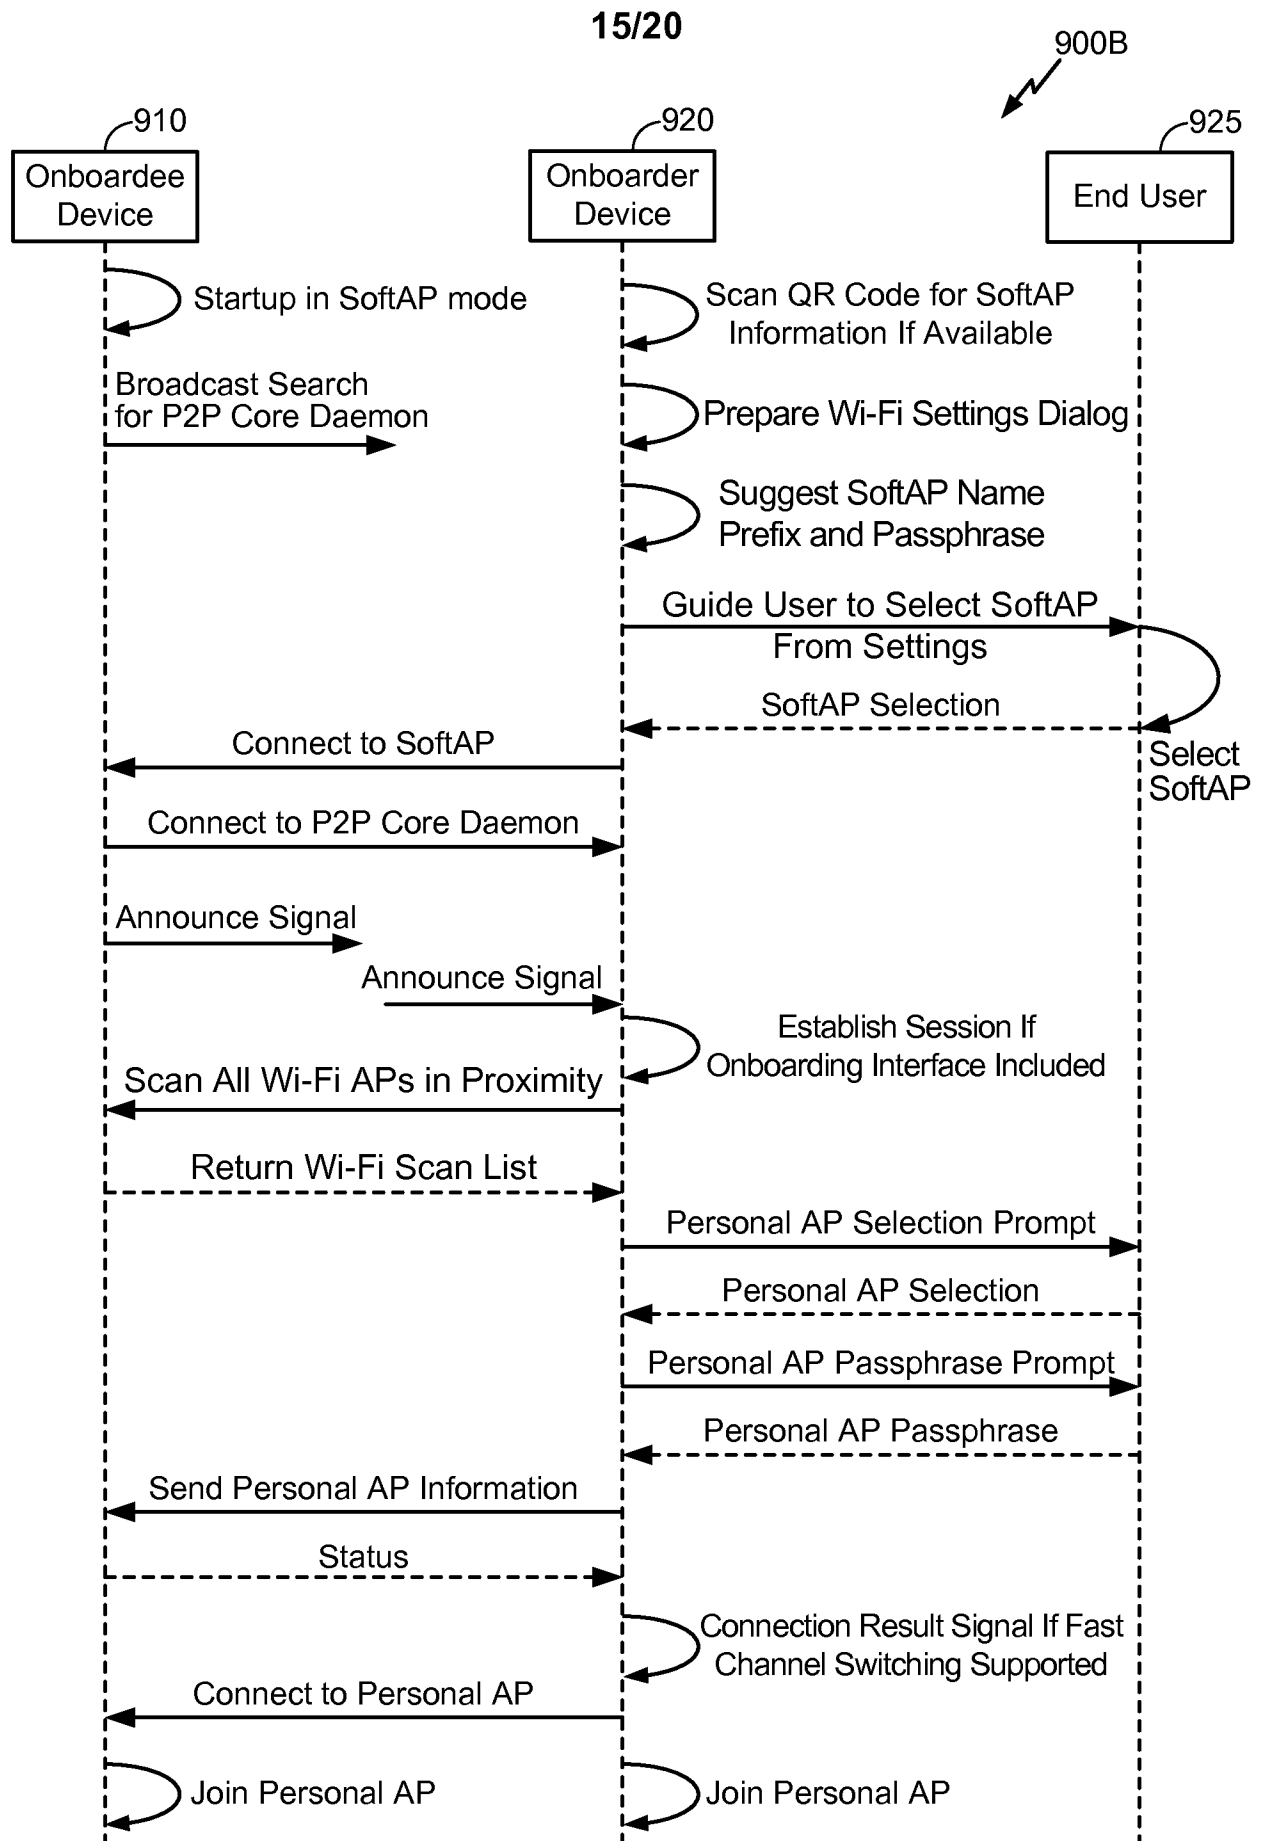 15/20
900B
910
920
925
Onboardee
Device
Onboarder
Device
End User
Startup in SoftAP mode
Scan QR Code for SoftAP
Information If Available
Broadcast Search
for P2P Core Daemon
Prepare Wi-Fi Settings Dialog
Suggest SoftAP Name
Prefix and Passphrase
Guide User to Select SoftAP
From Settings
SoftAP Selection
Select
SoftAP
Connect to SoftAP
Connect to P2P Core Daemon
Announce Signal
Announce Signal
Establish Session If
Onboarding Interface Included
Scan All Wi-Fi APs in Proximity
Return Wi-Fi Scan List
Personal AP Selection Prompt
Personal AP Selection
Personal AP Passphrase Prompt
Personal AP Passphrase
Send Personal AP Information
Status
Connection Result Signal If Fast
Channel Switching Supported
Connect to Personal AP
Join Personal AP
Join Personal AP